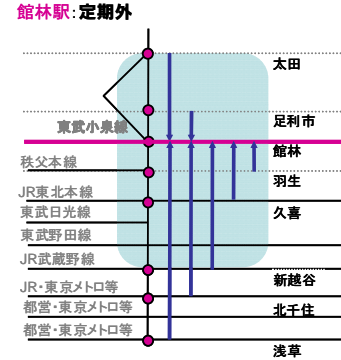 館林駅:定期外
太田
足利市
東武小泉線
館林
秩父本線
羽生
JR東北本線
久喜
東武日光線
東武野田線
JR武蔵野線
新越谷
JR・東京メトロ等
北千住
都営・東京メトロ等
都営・東京メトロ等
浅草